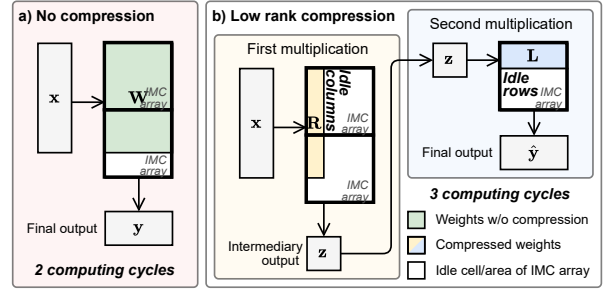 a) No compression
x
W
IMC
array
IMC
array
Final output
y
2 computing cycles
b) Low rank compression
First multiplication
x
R
Idle
columns
IMC
array
IMC
array
Intermediary
output
z
Second multiplication
z
L
Idle
rows
IMC
array
Final output
ŷ
3 computing cycles
Weights w/o compression
Compressed weights
Idle cell/area of IMC array